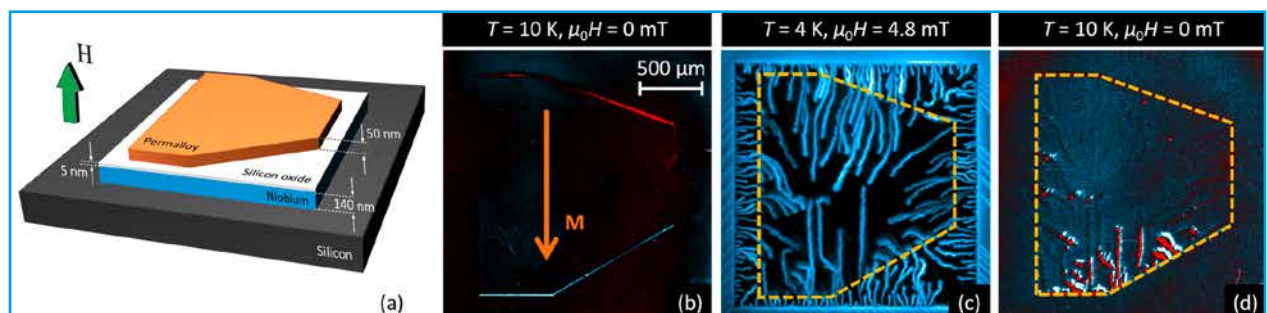 H
Permalloy
50 nm
5 nm
Silicon oxide
Niobium
140 nm
Silicon
(a)
T = 10 K, μ₀H = 0 mT
500 μm
M
(b)
T = 4 K, μ₀H = 4.8 mT
(c)
T = 10 K, μ₀H = 0 mT
(d)